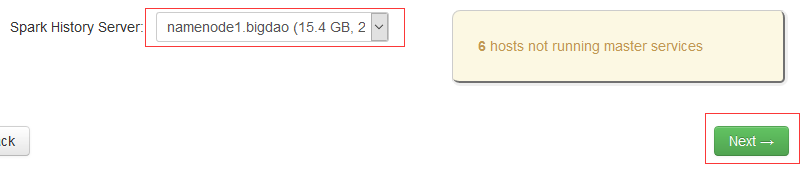 Spark History Server: namenode1.bigdao (15.4 GB, 2
6 hosts not running master services
ck
Next →